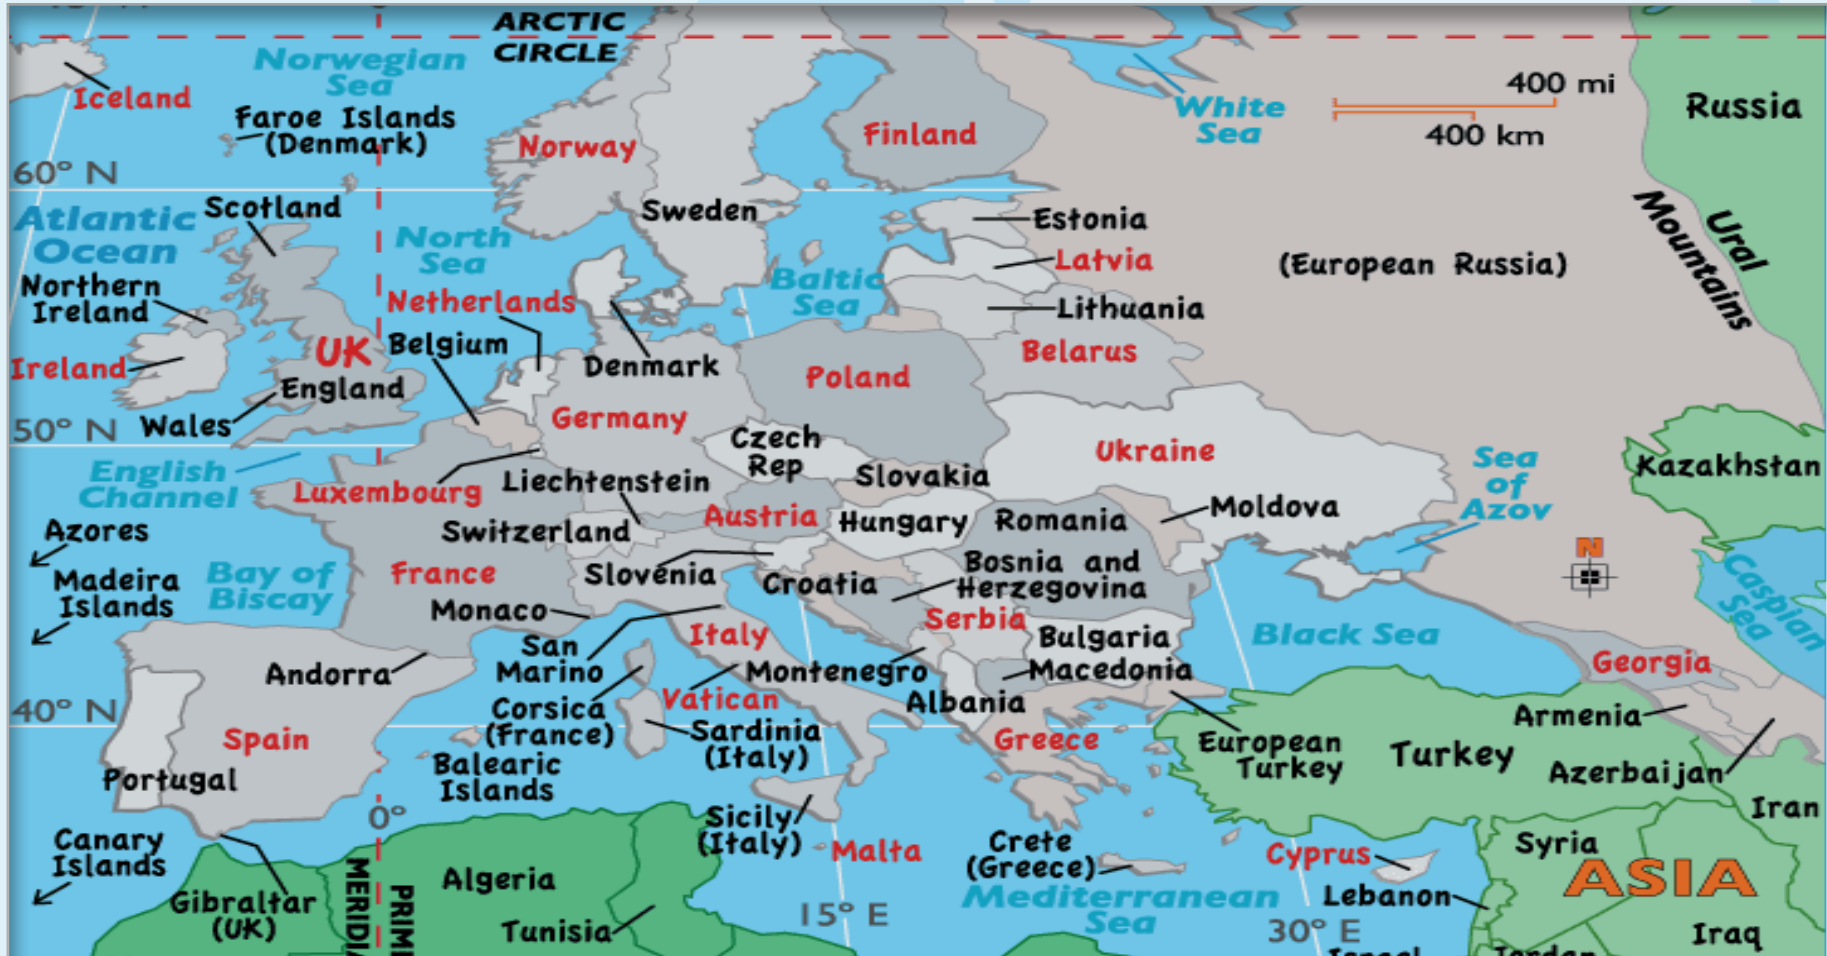 ARCTIC
CIRCLE
Norwegian
Sea
Iceland
Faroe Islands
(Denmark)
400 mi
400 km
White
Sea
Russia
Norway
Finland
60° N
Scotland
Atlantic
Ocean
North
Sea
Sweden
Estonia
Latvia
(European Russia)
Ural
Mountains
Northern
Ireland
Netherlands
Baltic
Sea
Lithuania
UK
Belgium
Belarus
Ireland
England
Denmark
Poland
Wales
Germany
50° N
Czech
Rep
Ukraine
Sea
of
Azov
Kazakhstan
English
Channel
Luxembourg
Liechtenstein
Slovakia
Azores
Switzerland
Austria
Hungary
Romania
Moldova
N
Madeira
Islands
Bay of
Biscay
France
Slovenia
Croatia
Bosnia and
Herzegovina
Caspian
Sea
Monaco
San
Marino
Italy
Serbia
Bulgaria
Black Sea
Georgia
Andorra
Montenegro
Macedonia
Corsica
(France)
Vatican
Albania
40° N
Spain
Sardinia
(Italy)
Greece
European
Turkey
Turkey
Armenia
Azerbaijan
Portugal
Balearic
Islands
Iran
0°
Sicily
(Italy)
Malta
Crete
(Greece)
Cyprus
Syria
ASIA
Canary
Islands
Gibraltar
(UK)
Algeria
Tunisia
15° E
Mediterranean
Sea
Lebanon
30° E
Iraq
MERIDIA
PRIME
Israel
Jordan